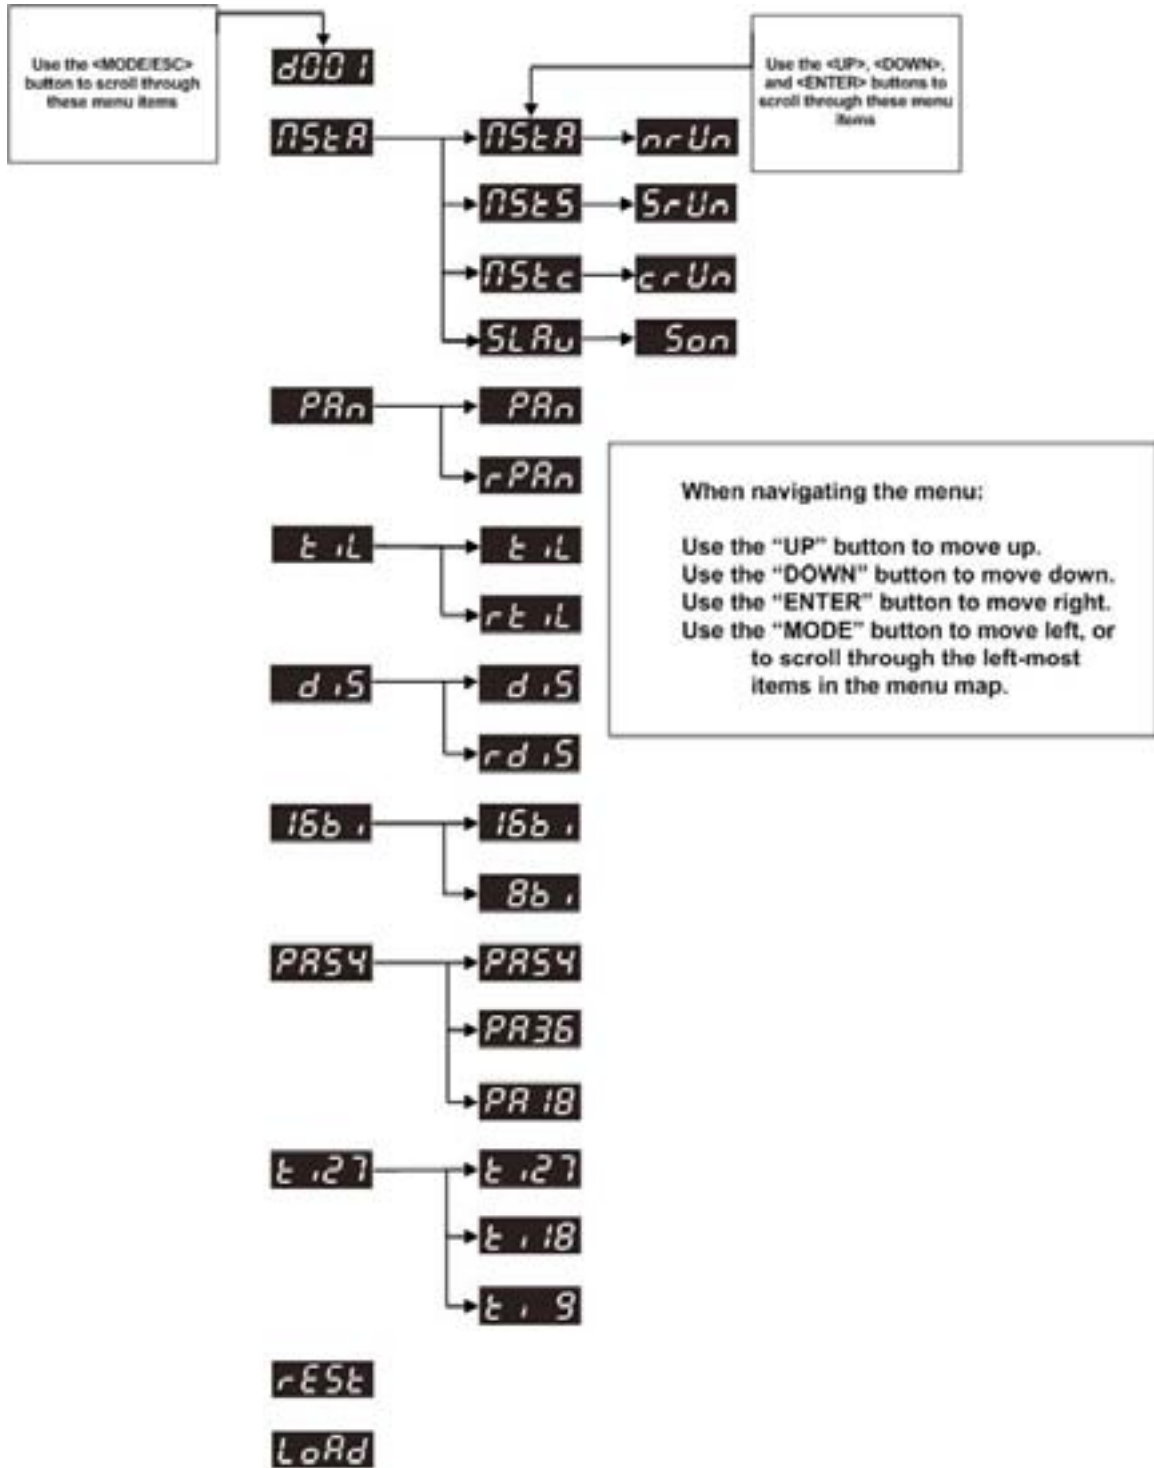 Use the <MODE/ESC>
button to scroll through
these menu items
d001
Use the <UP>, <DOWN>,
and <ENTER> buttons to
scroll through these menu
items
MStA MStA nrUn
MStS SrUn
MStc crUn
SLAv Son
PAn PAn
rPAn
tiL tiL
rtiL
diS diS
rdiS
16bi 16bi
8bi
PA54 PA54
PA36
PA18
ti27 ti27
ti18
ti 9
rESt
LoAd
When navigating the menu:
Use the “UP” button to move up.
Use the “DOWN” button to move down.
Use the “ENTER” button to move right.
Use the “MODE” button to move left, or
to scroll through the left-most
items in the menu map.